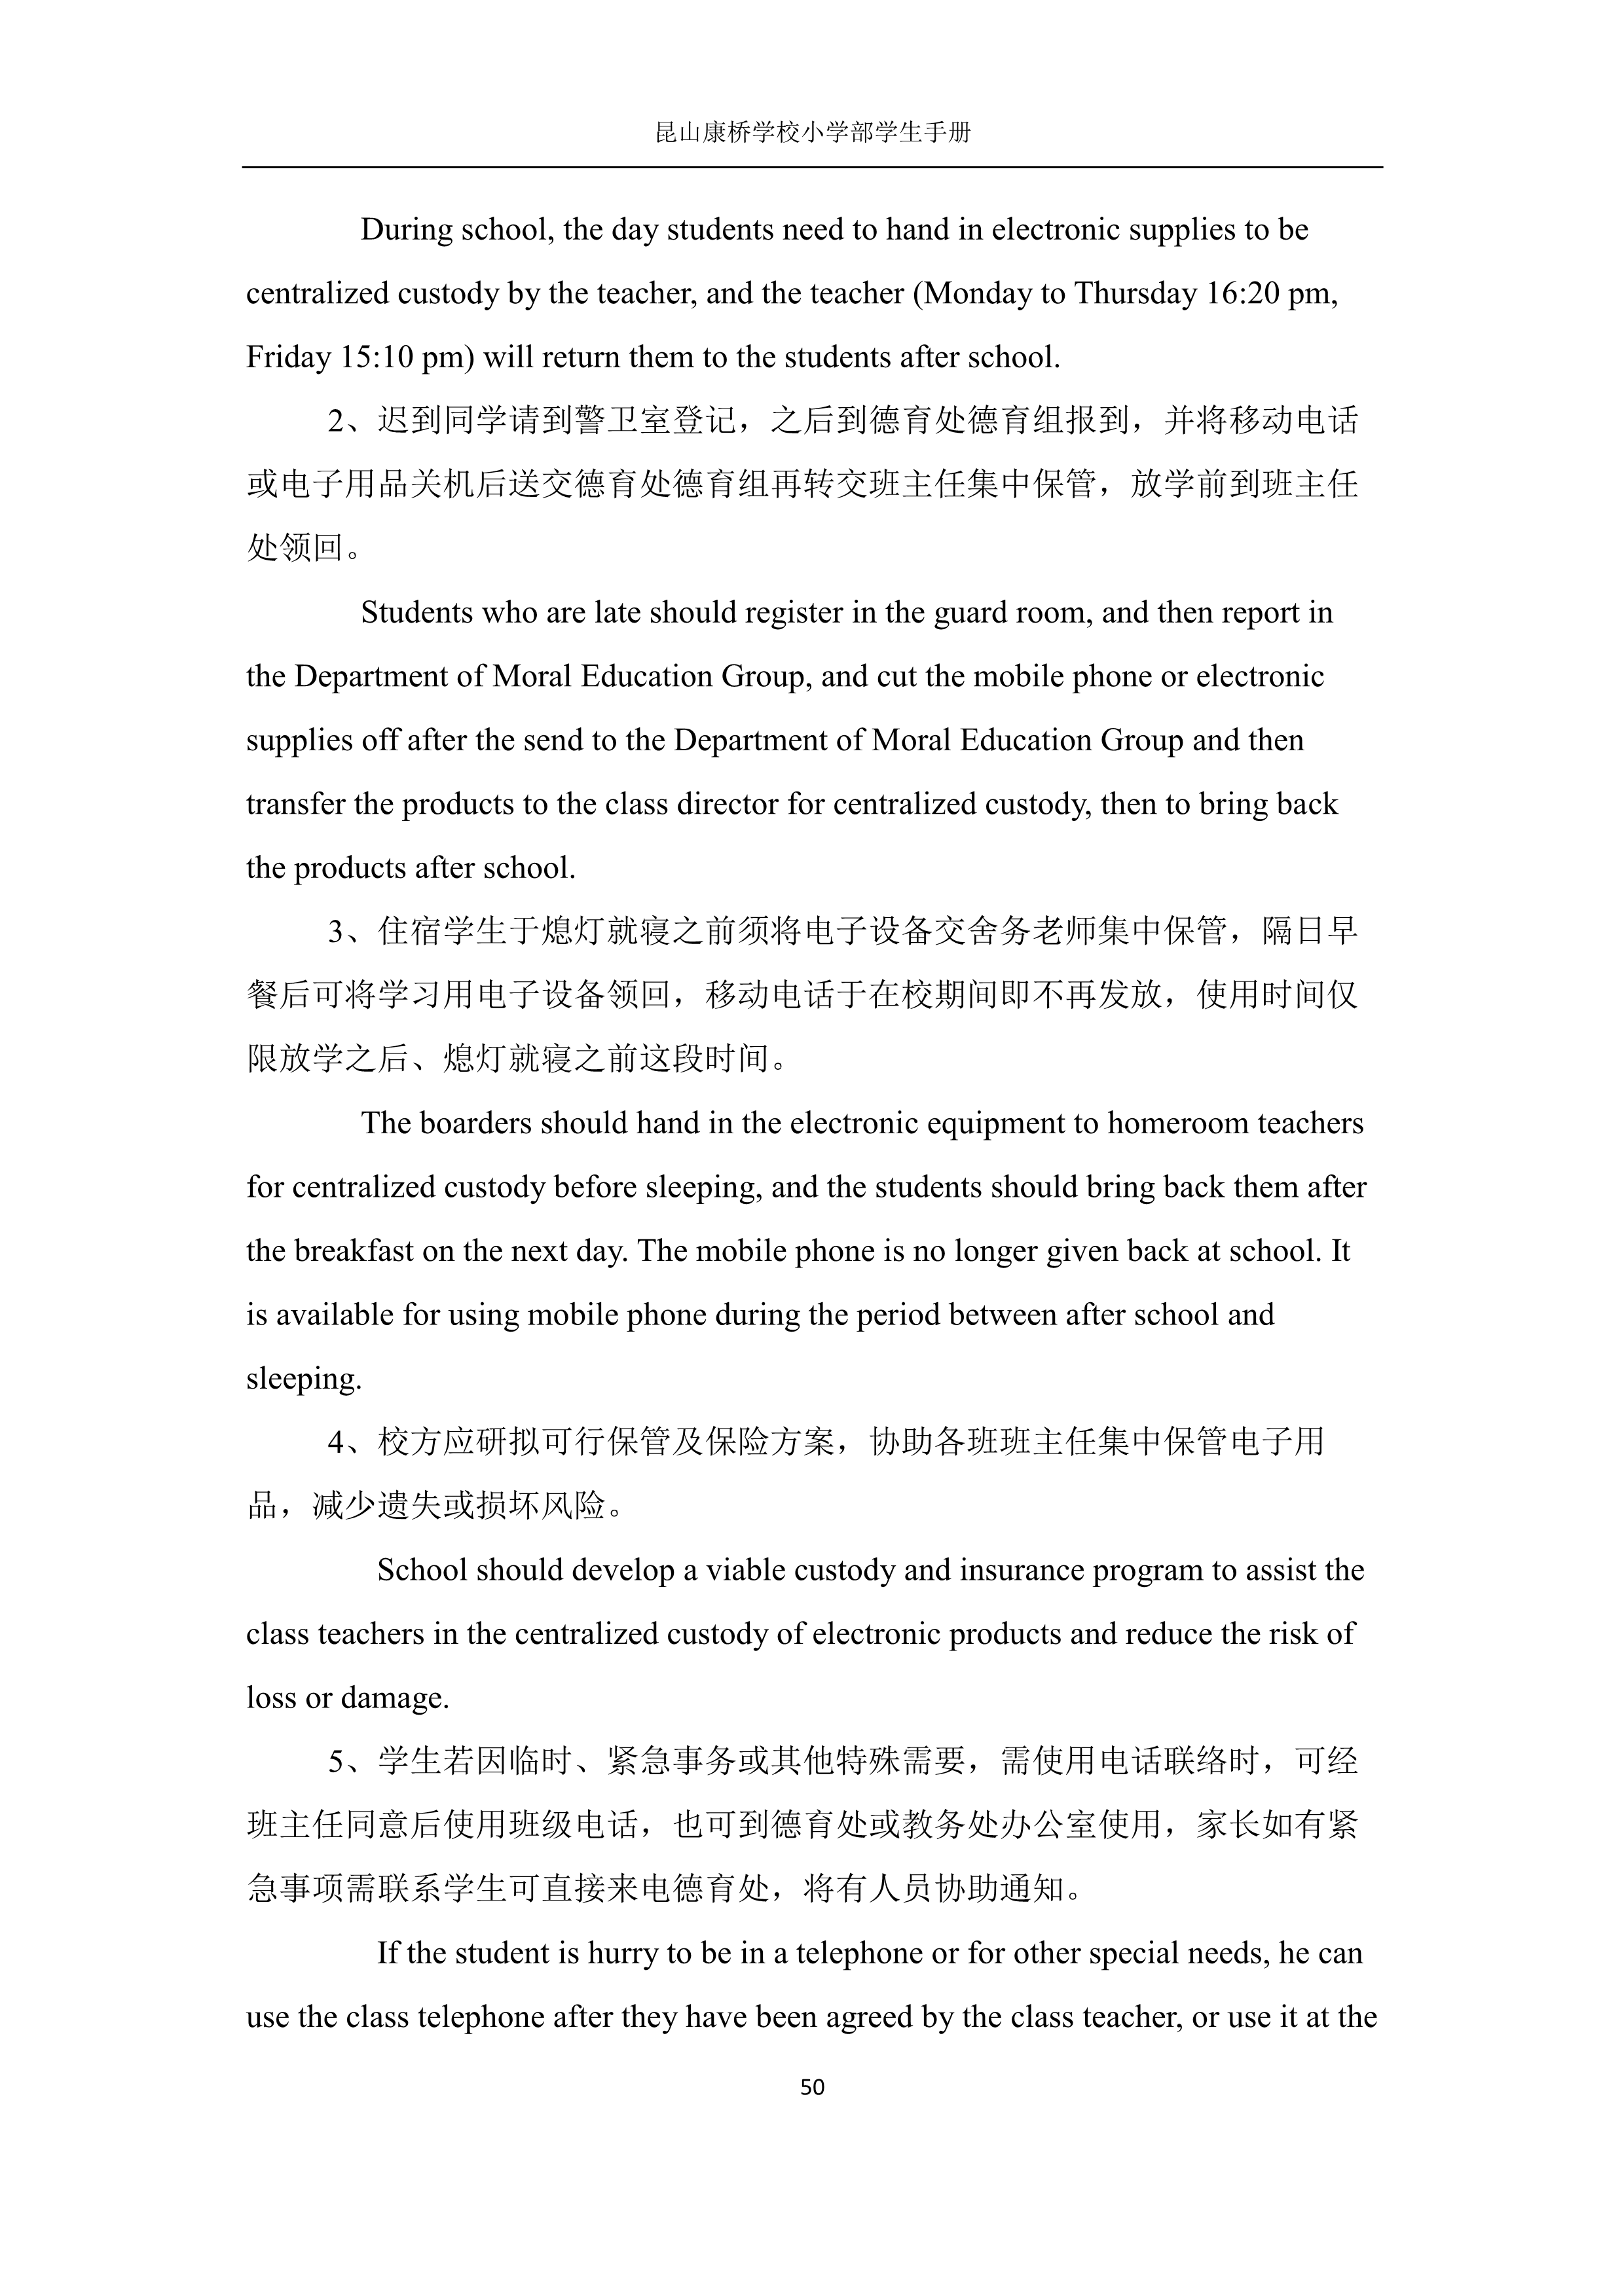 昆山康桥学校小学部学生手册
During school, the day students need to hand in electronic supplies to be
centralized custody by the teacher, and the teacher (Monday to Thursday 16:20 pm,
Friday 15:10 pm) will return them to the students after school.
2、迟到同学请到警卫室登记，之后到德育处德育组报到，并将移动电话
或电子用品关机后送交德育处德育组再转交班主任集中保管，放学前到班主任
处领回。
Students who are late should register in the guard room, and then report in
the Department of Moral Education Group, and cut the mobile phone or electronic
supplies off after the send to the Department of Moral Education Group and then
transfer the products to the class director for centralized custody, then to bring back
the products after school.
3、住宿学生于熄灯就寝之前须将电子设备交舍务老师集中保管，隔日早
餐后可将学习用电子设备领回，移动电话于在校期间即不再发放，使用时间仅
限放学之后、熄灯就寝之前这段时间。
The boarders should hand in the electronic equipment to homeroom teachers
for centralized custody before sleeping, and the students should bring back them after
the breakfast on the next day. The mobile phone is no longer given back at school. It
is available for using mobile phone during the period between after school and
sleeping.
4、校方应研拟可行保管及保险方案，协助各班班主任集中保管电子用
品，减少遗失或损坏风险。
School should develop a viable custody and insurance program to assist the
class teachers in the centralized custody of electronic products and reduce the risk of
loss or damage.
5、学生若因临时、紧急事务或其他特殊需要，需使用电话联络时，可经
班主任同意后使用班级电话，也可到德育处或教务处办公室使用，家长如有紧
急事项需联系学生可直接来电德育处，将有人员协助通知。
If the student is hurry to be in a telephone or for other special needs, he can
use the class telephone after they have been agreed by the class teacher, or use it at the
50